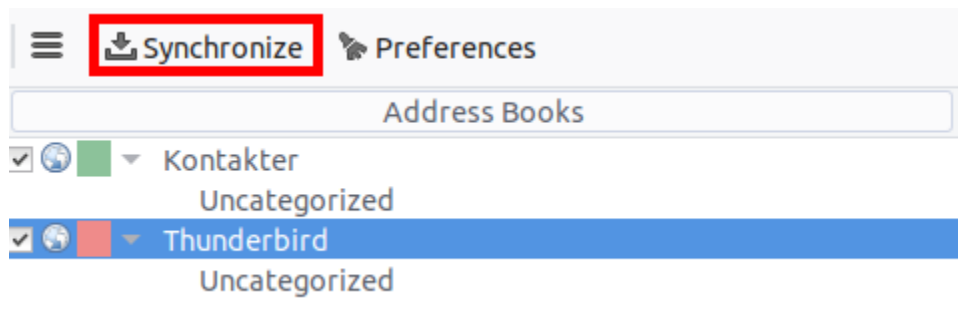 Synchronize Preferences
Address Books
Kontakter
Uncategorized
Thunderbird
Uncategorized